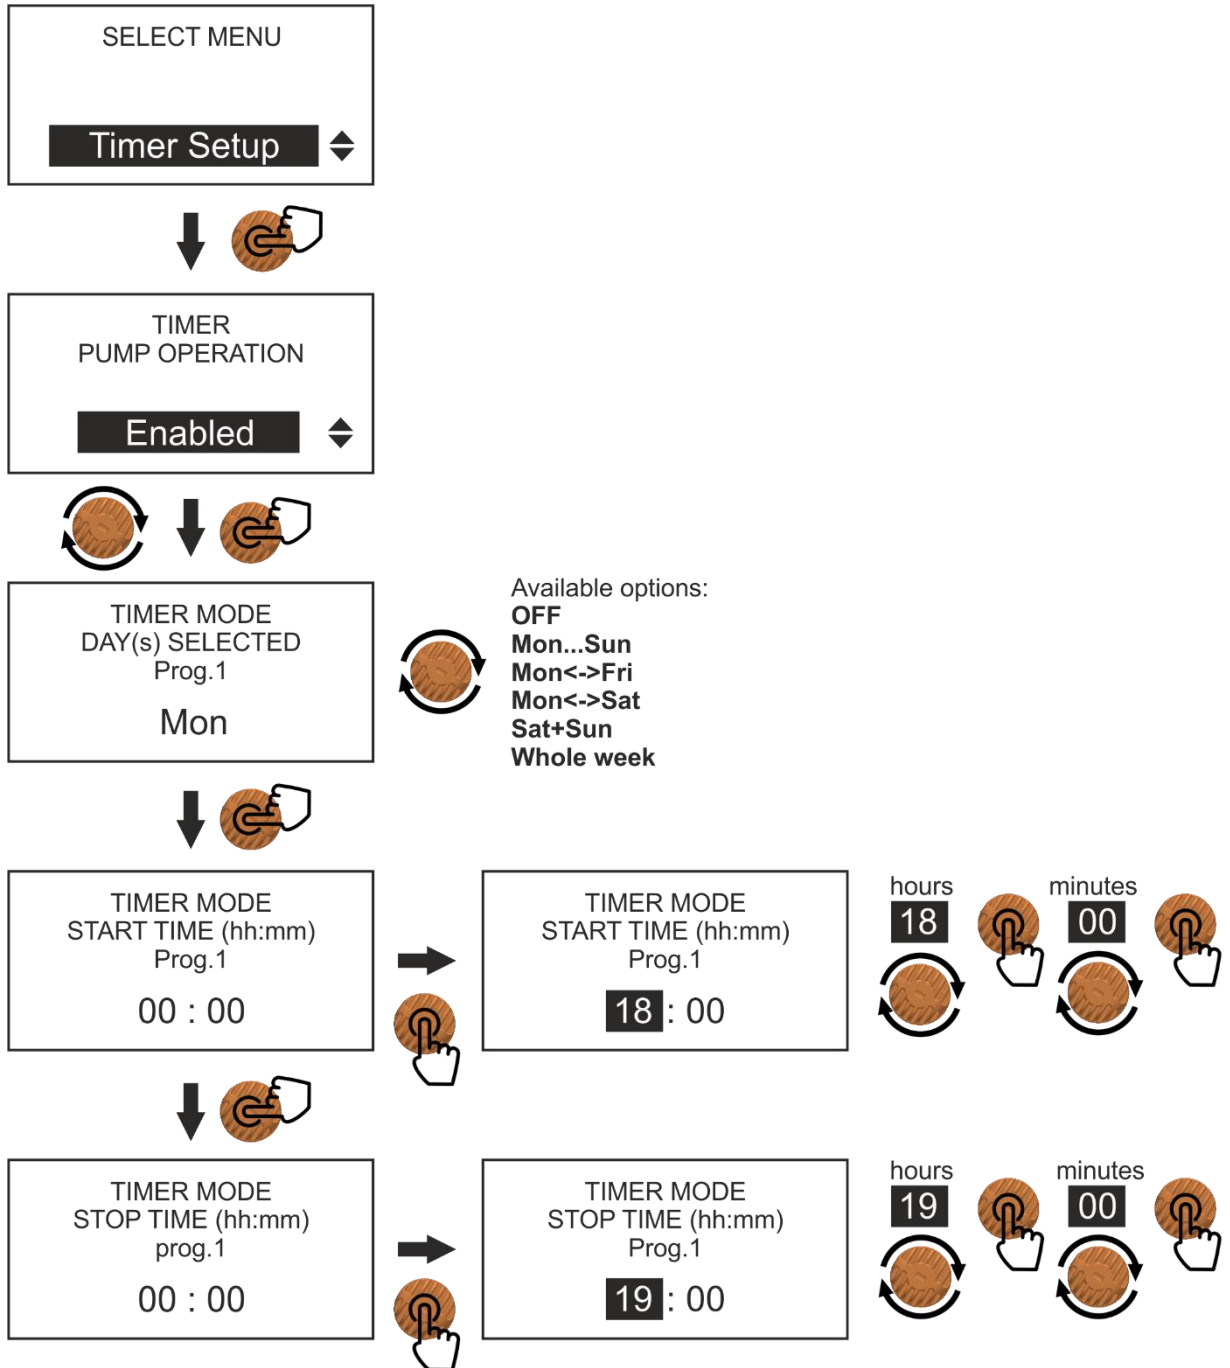 SELECT MENU
Timer Setup
TIMER
PUMP OPERATION
Enabled
TIMER MODE
DAY(s) SELECTED
Prog.1
Mon
Available options:
OFF
Mon...Sun
Mon<->Fri
Mon<->Sat
Sat+Sun
Whole week
TIMER MODE
START TIME (hh:mm)
Prog.1
00 : 00
TIMER MODE
START TIME (hh:mm)
Prog.1
18 : 00
hours
18
minutes
00
TIMER MODE
STOP TIME (hh:mm)
prog.1
00 : 00
TIMER MODE
STOP TIME (hh:mm)
Prog.1
19 : 00
hours
19
minutes
00